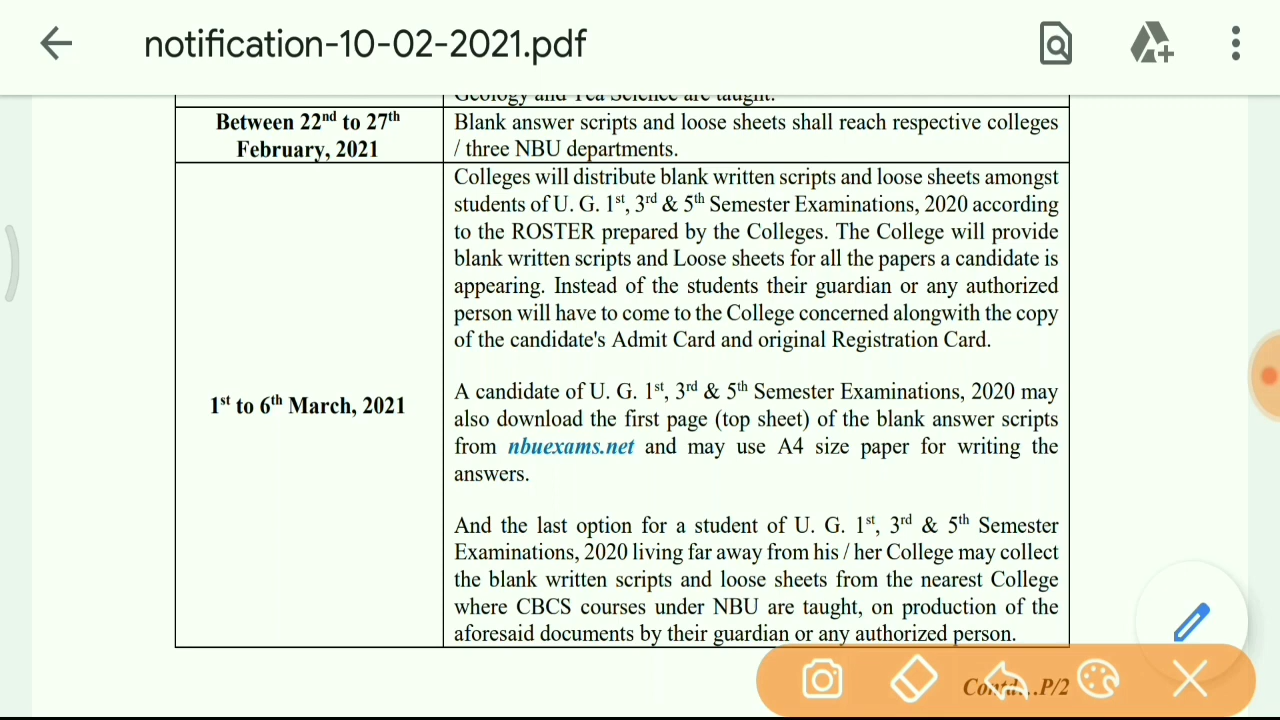 notification-10-02-2021.pdf
Geology and Tea Science are taught.
Between 22nd to 27th
February, 2021
Blank answer scripts and loose sheets shall reach respective colleges
/ three NBU departments.
1st to 6th March, 2021
Colleges will distribute blank written scripts and loose sheets amongst
students of U. G. 1st, 3rd & 5th Semester Examinations, 2020 according
to the ROSTER prepared by the Colleges. The College will provide
blank written scripts and Loose sheets for all the papers a candidate is
appearing. Instead of the students their guardian or any authorized
person will have to come to the College concerned alongwith the copy
of the candidate's Admit Card and original Registration Card.
A candidate of U. G. 1st, 3rd & 5th Semester Examinations, 2020 may
also download the first page (top sheet) of the blank answer scripts
from nbuexams.net and may use A4 size paper for writing the
answers.
And the last option for a student of U. G. 1st, 3rd & 5th Semester
Examinations, 2020 living far away from his / her College may collect
the blank written scripts and loose sheets from the nearest College
where CBCS courses under NBU are taught, on production of the
aforesaid documents by their guardian or any authorized person.
Contd...P/2